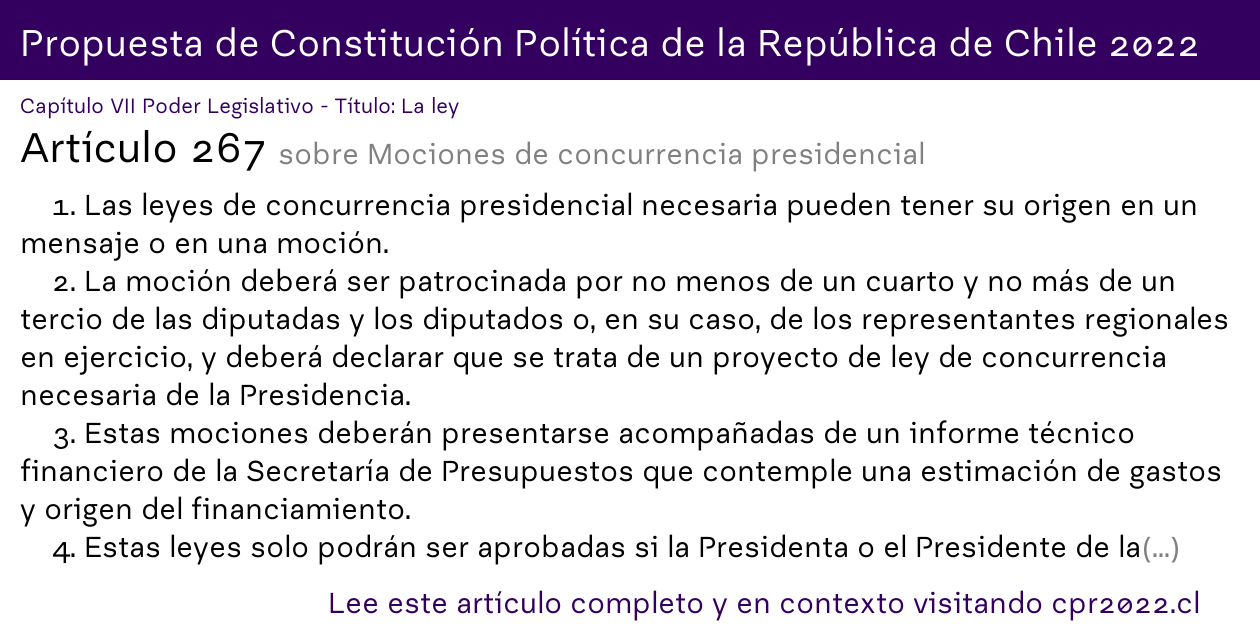 Propuesta de Constitución Política de la República de Chile 2022
Capítulo VII Poder Legislativo - Título: La ley
Artículo 267 sobre Mociones de concurrencia presidencial
1. Las leyes de concurrencia presidencial necesaria pueden tener su origen en un
mensaje o en una moción.
2. La moción deberá ser patrocinada por no menos de un cuarto y no más de un
tercio de las diputadas y los diputados o, en su caso, de los representantes regionales
en ejercicio, y deberá declarar que se trata de un proyecto de ley de concurrencia
necesaria de la Presidencia.
3. Estas mociones deberán presentarse acompañadas de un informe técnico
financiero de la Secretaría de Presupuestos que contemple una estimación de gastos
y origen del financiamiento.
4. Estas leyes solo podrán ser aprobadas si la Presidenta o el Presidente de la(...)
Lee este artículo completo y en contexto visitando cpr2022.cl